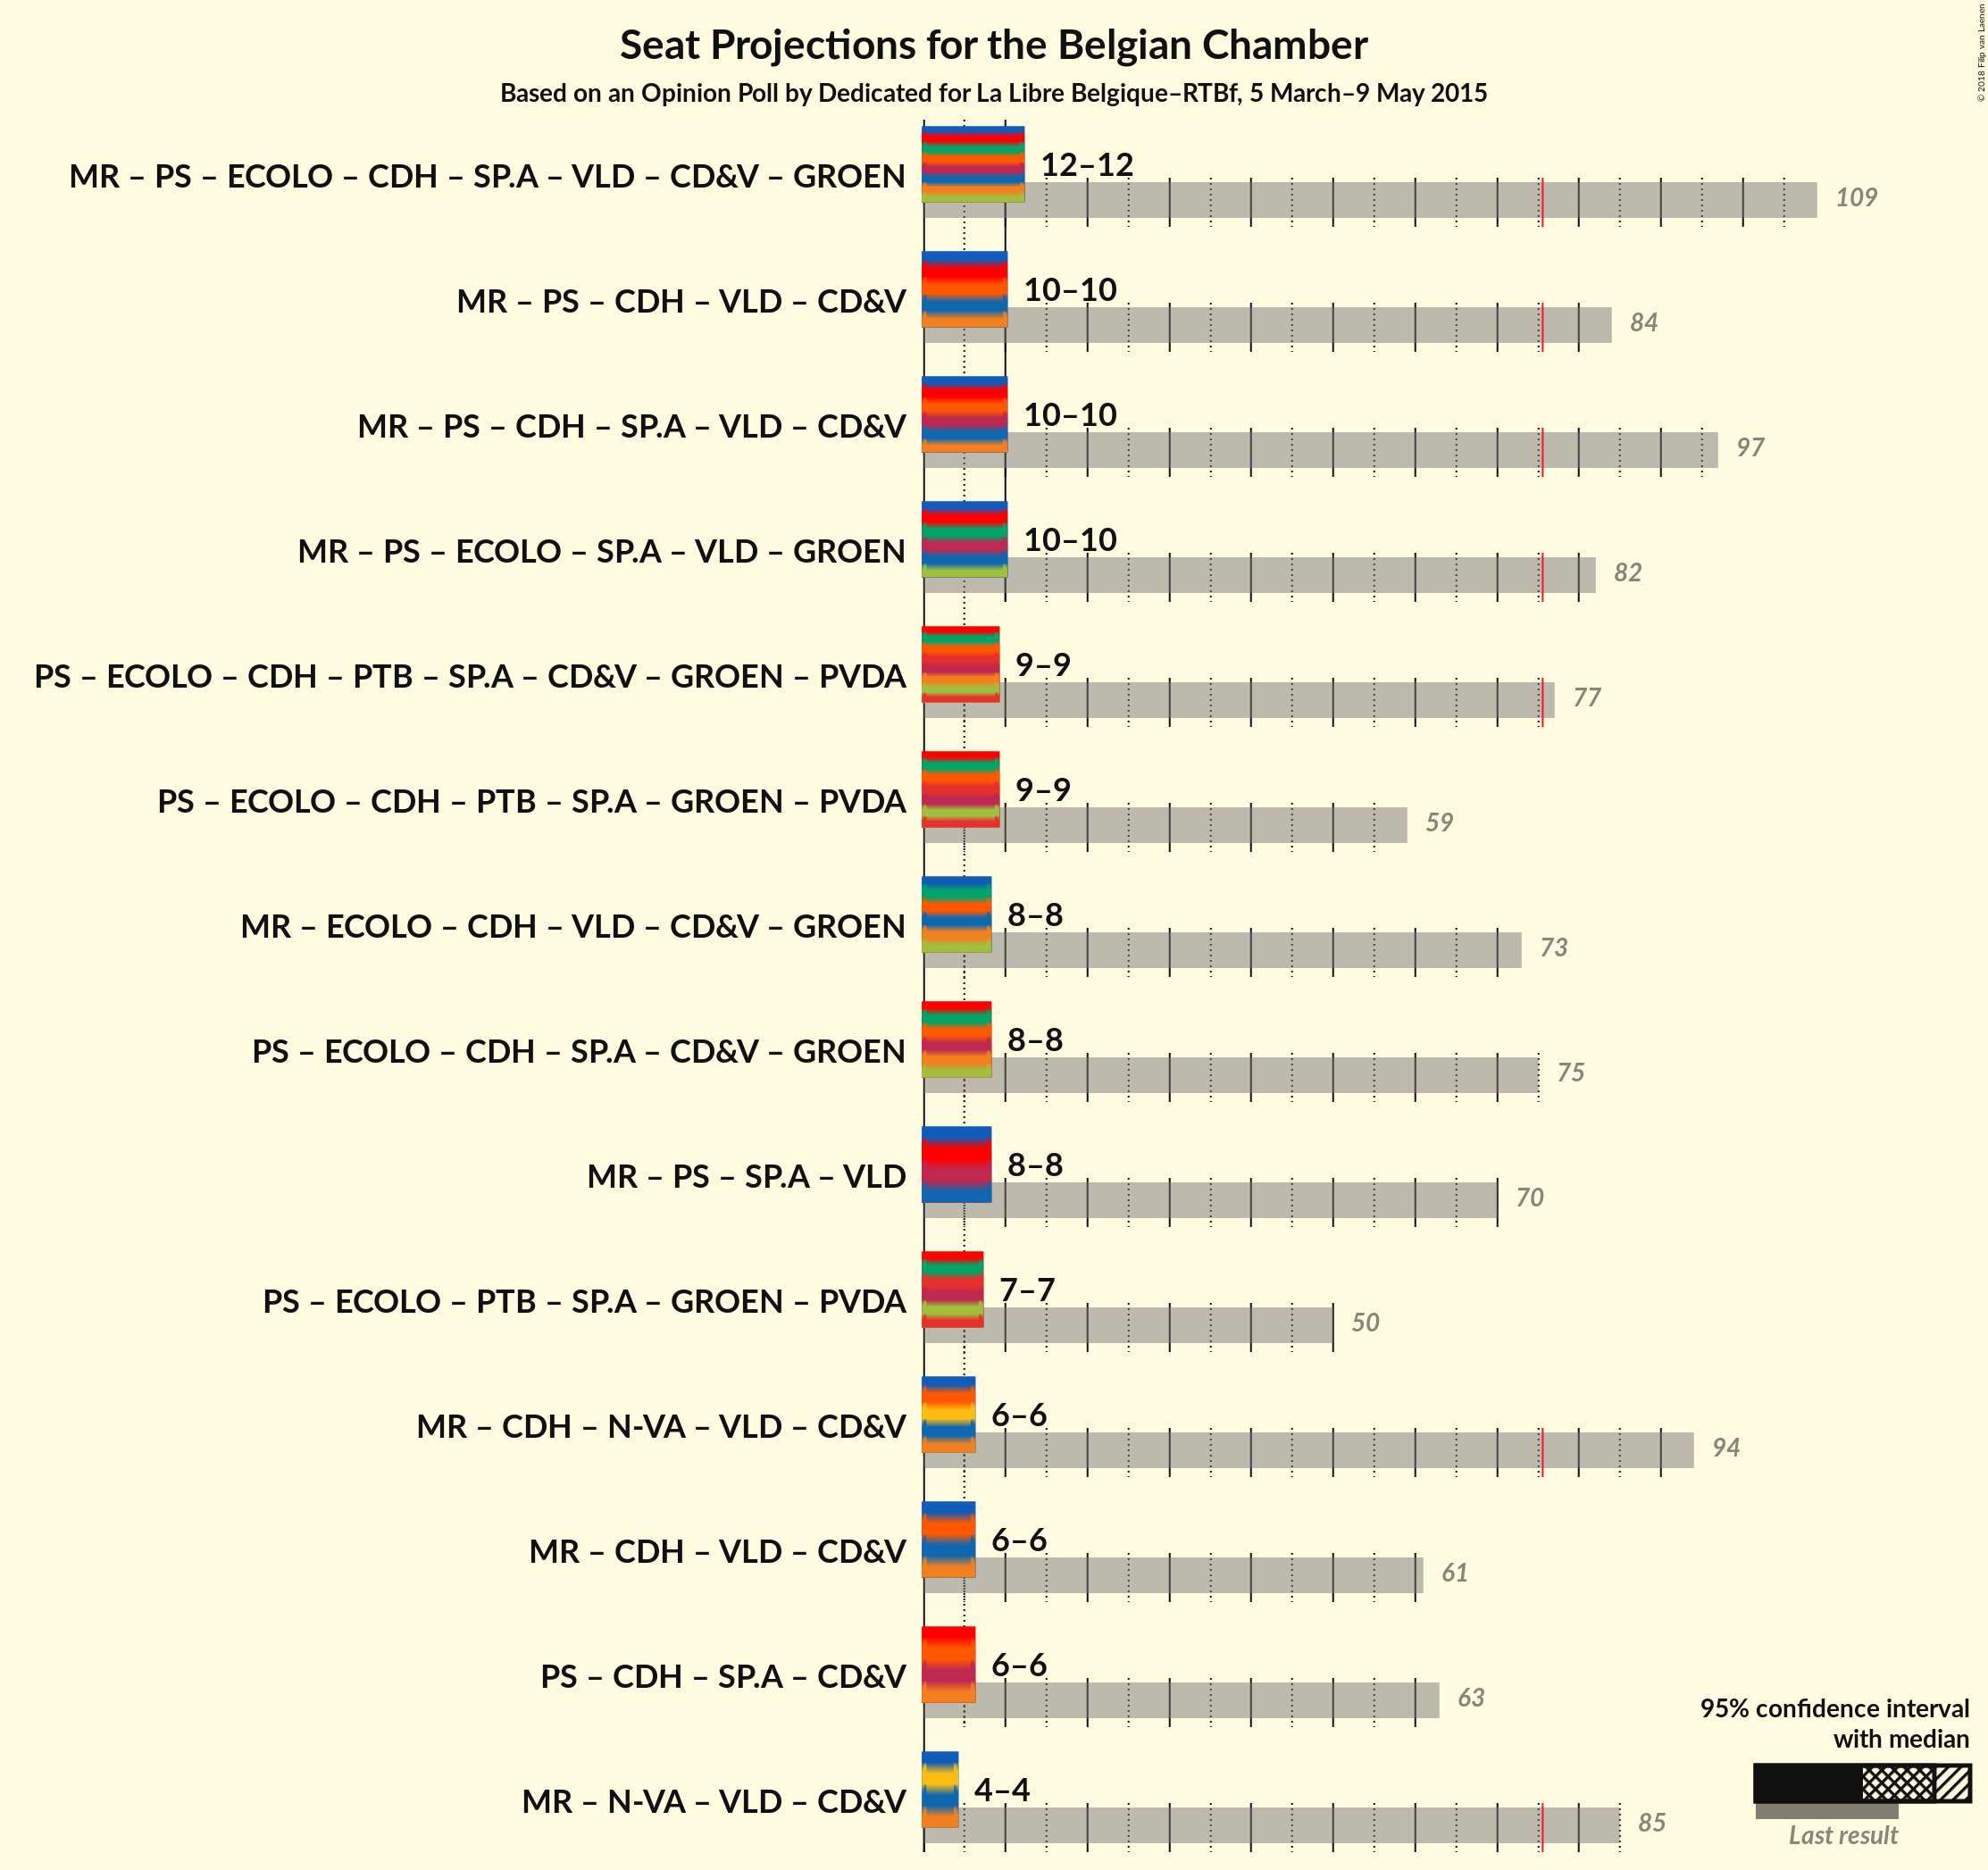 Seat Projections for the Belgian Chamber
Based on an Opinion Poll by Dedicated for La Libre Belgique–RTBf, 5 March–9 May 2015
© 2018 Filip van Laenen
MR – PS – ECOLO – CDH – SP.A – VLD – CD&V – GROEN
12–12
109
MR – PS – CDH – VLD – CD&V
10–10
84
MR – PS – CDH – SP.A – VLD – CD&V
10–10
97
MR – PS – ECOLO – SP.A – VLD – GROEN
10–10
82
PS – ECOLO – CDH – PTB – SP.A – CD&V – GROEN – PVDA
9–9
77
PS – ECOLO – CDH – PTB – SP.A – GROEN – PVDA
9–9
59
MR – ECOLO – CDH – VLD – CD&V – GROEN
8–8
73
PS – ECOLO – CDH – SP.A – CD&V – GROEN
8–8
75
MR – PS – SP.A – VLD
8–8
70
PS – ECOLO – PTB – SP.A – GROEN – PVDA
7–7
50
MR – CDH – N-VA – VLD – CD&V
6–6
94
MR – CDH – VLD – CD&V
6–6
61
PS – CDH – SP.A – CD&V
6–6
63
MR – N-VA – VLD – CD&V
4–4
85
95% confidence interval
with median
Last result